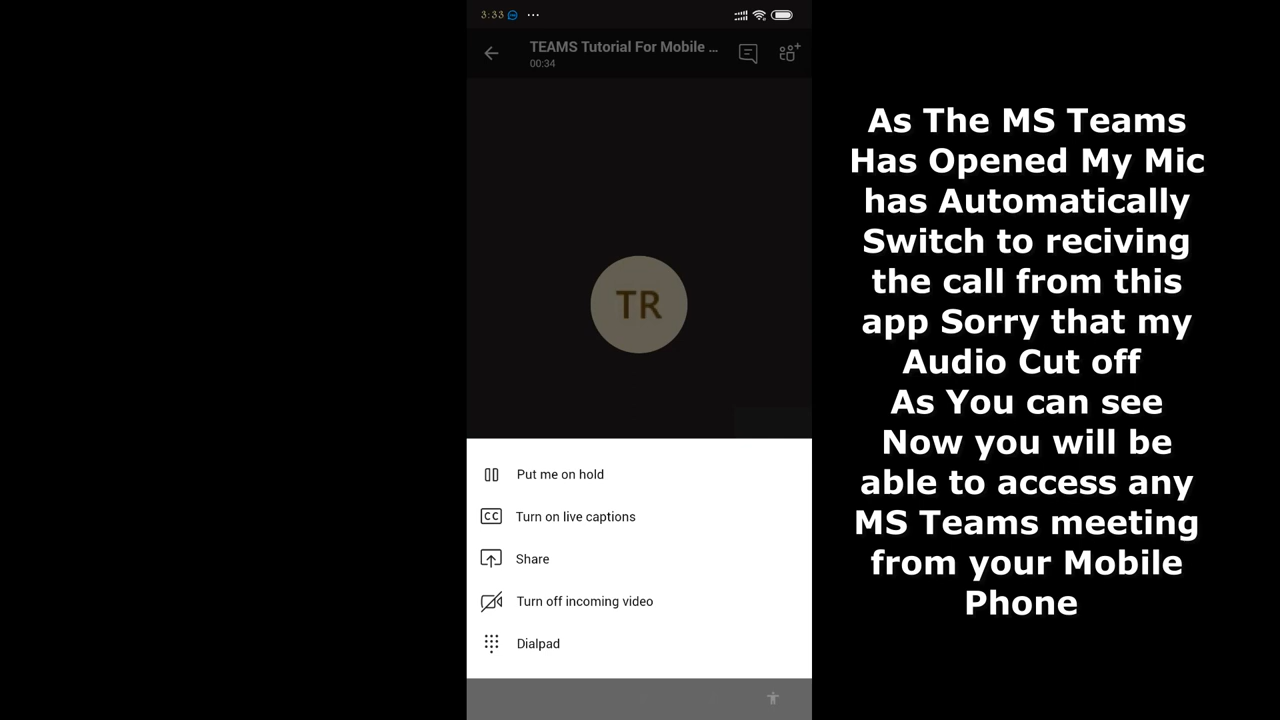 3:33 ...
TEAMS Tutorial For Mobile ...
00:34
TR
Put me on hold
CC Turn on live captions
Share
Turn off incoming video
Dialpad
As The MS Teams
Has Opened My Mic
has Automatically
Switch to reciving
the call from this
app Sorry that my
Audio Cut off
As You can see
Now you will be
able to access any
MS Teams meeting
from your Mobile
Phone